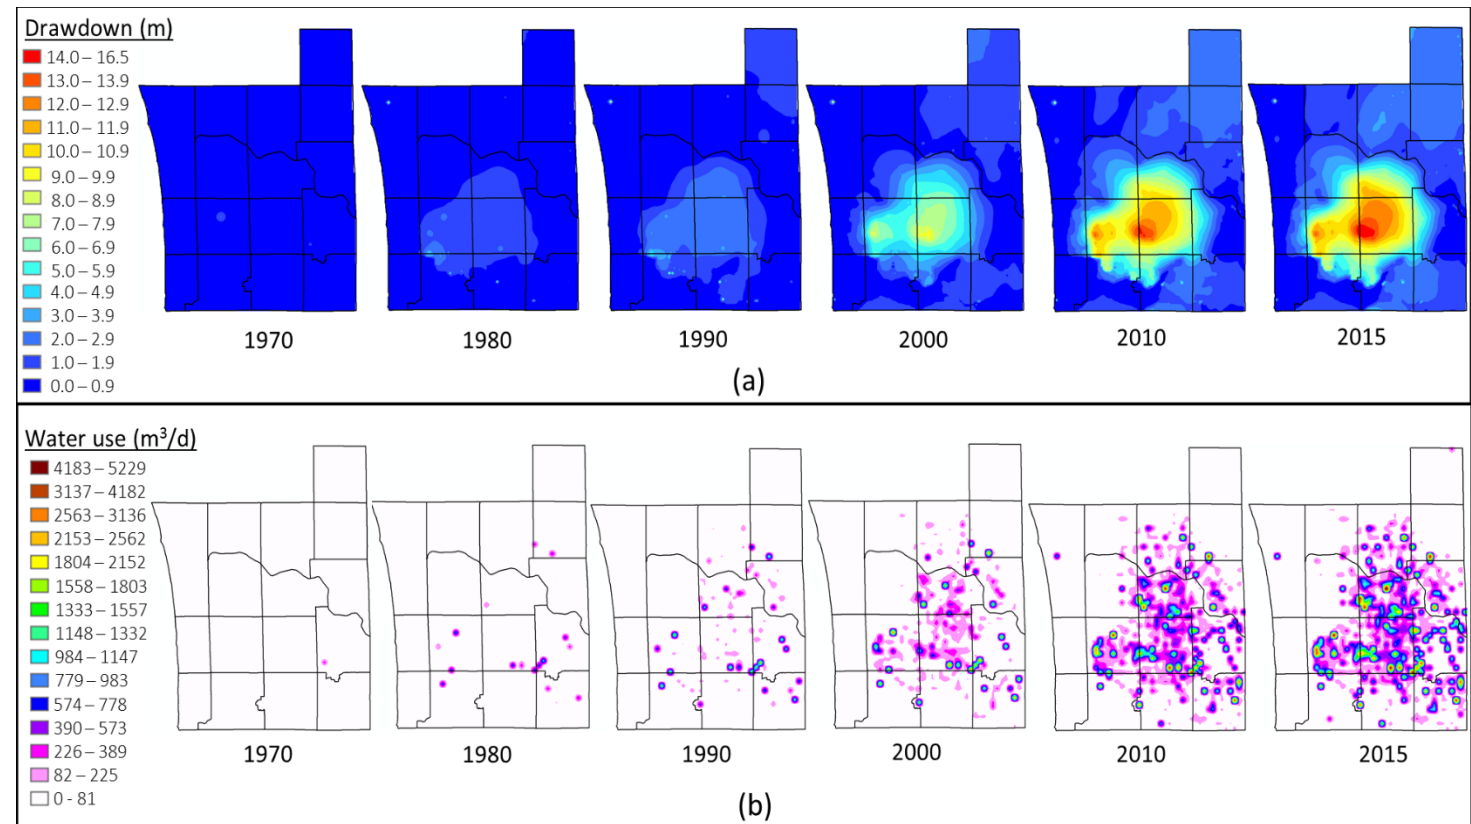 Drawdown (m)
14.0 – 16.5
13.0 – 13.9
12.0 – 12.9
11.0 – 11.9
10.0 – 10.9
9.0 – 9.9
8.0 – 8.9
7.0 – 7.9
6.0 – 6.9
5.0 – 5.9
4.0 – 4.9
3.0 – 3.9
2.0 – 2.9
1.0 – 1.9
0.0 – 0.9
1970 1980 1990 2000 2010 2015
(a)
Water use (m³/d)
4183 – 5229
3137 – 4182
2563 – 3136
2153 – 2562
1804 – 2152
1558 – 1803
1333 – 1557
1148 – 1332
984 – 1147
779 – 983
574 – 778
390 – 573
226 – 389
82 – 225
0 - 81
1970 1980 1990 2000 2010 2015
(b)